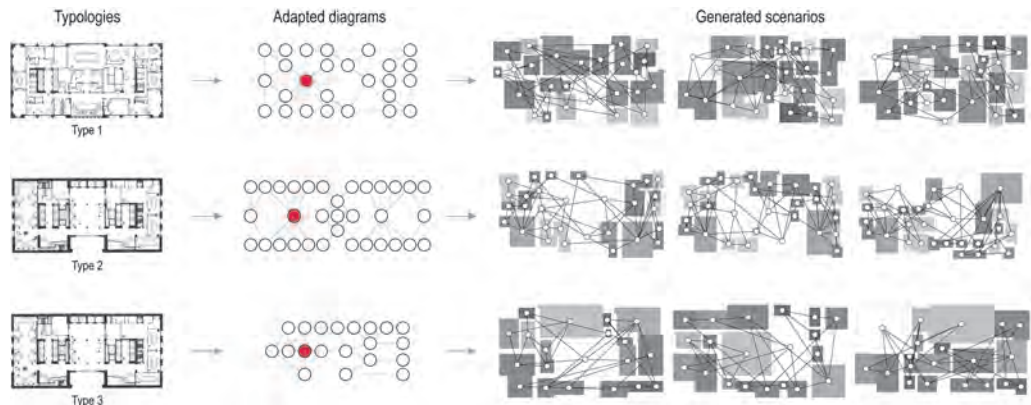 Typologies
Adapted diagrams
Generated scenarios
Type 1
Type 2
Type 3